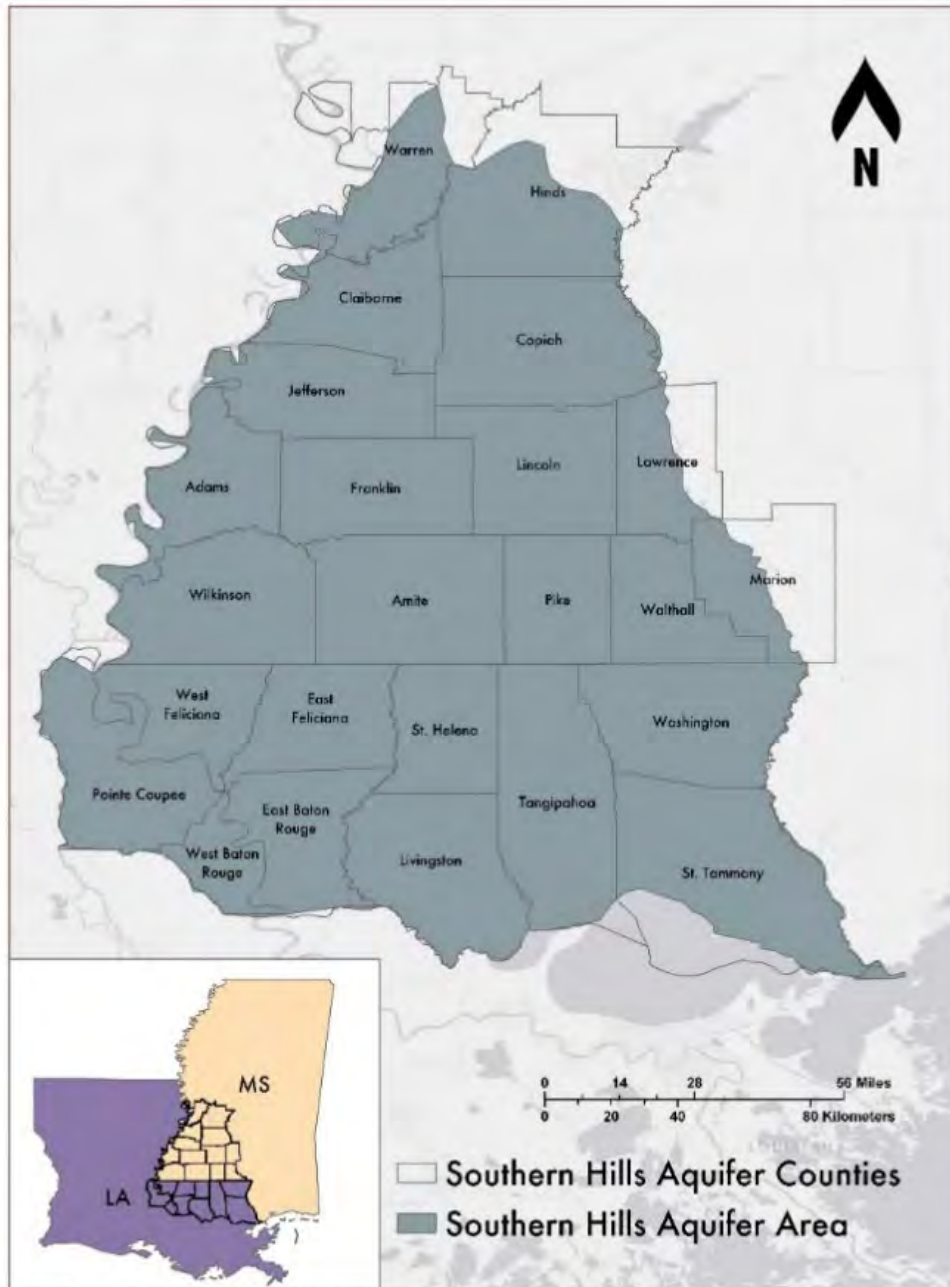 N
Warren
Hinds
Claiborne
Copiah
Jefferson
Lincoln
Lawrence
Adams
Franklin
Marion
Wilkinson
Amite
Pike
Walthall
West
Feliciana
East
Feliciana
St. Helena
Washington
Pointe Coupee
East Baton
Rouge
Tangipahoa
West Baton
Rouge
Livingston
St. Tammany
MS
LA
0 14 28 56 Miles
0 20 40 80 Kilometers
Southern Hills Aquifer Counties
Southern Hills Aquifer Area